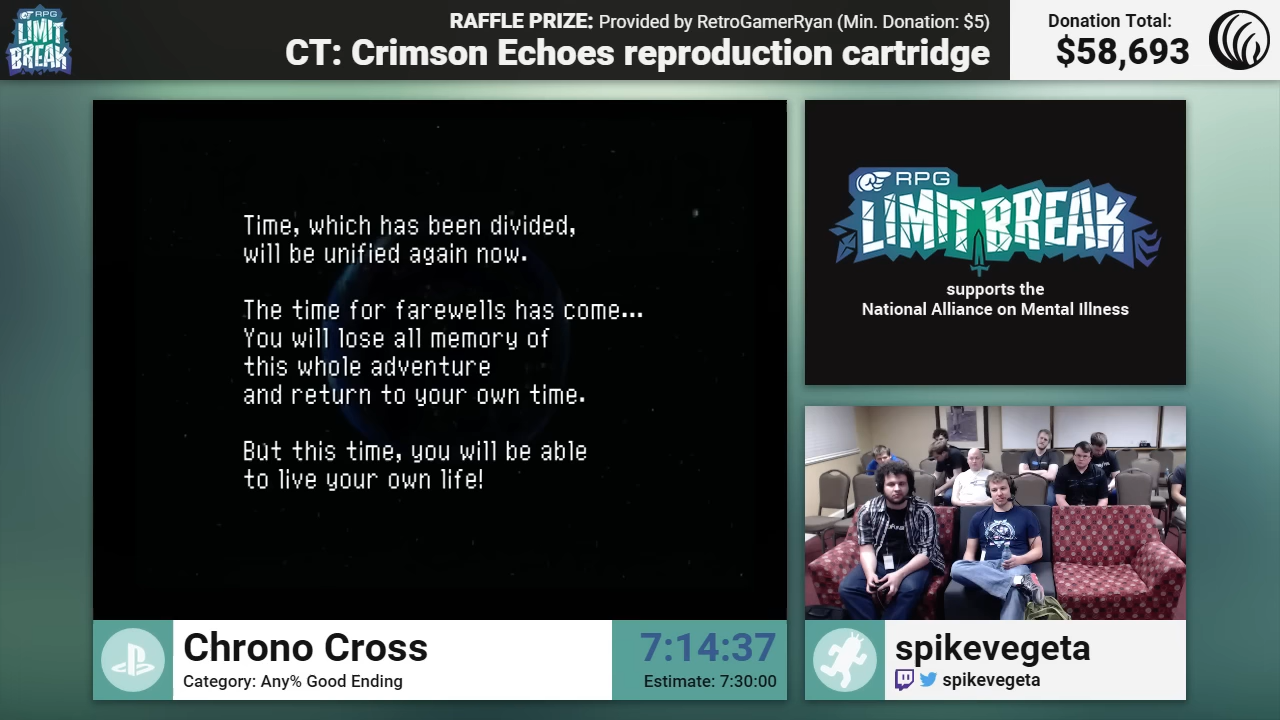 RPG
LIMIT
BREAK
RAFFLE PRIZE: Provided by RetroGamerRyan (Min. Donation: $5)
CT: Crimson Echoes reproduction cartridge
Donation Total:
$58,693
Time, which has been divided,
will be unified again now.
The time for farewells has come...
You will lose all memory of
this whole adventure
and return to your own time.
But this time, you will be able
to live your own life!
RPG
LIMIT BREAK
supports the
National Alliance on Mental Illness
Chrono Cross
Category: Any% Good Ending
7:14:37
Estimate: 7:30:00
spikevegeta
spikevegeta